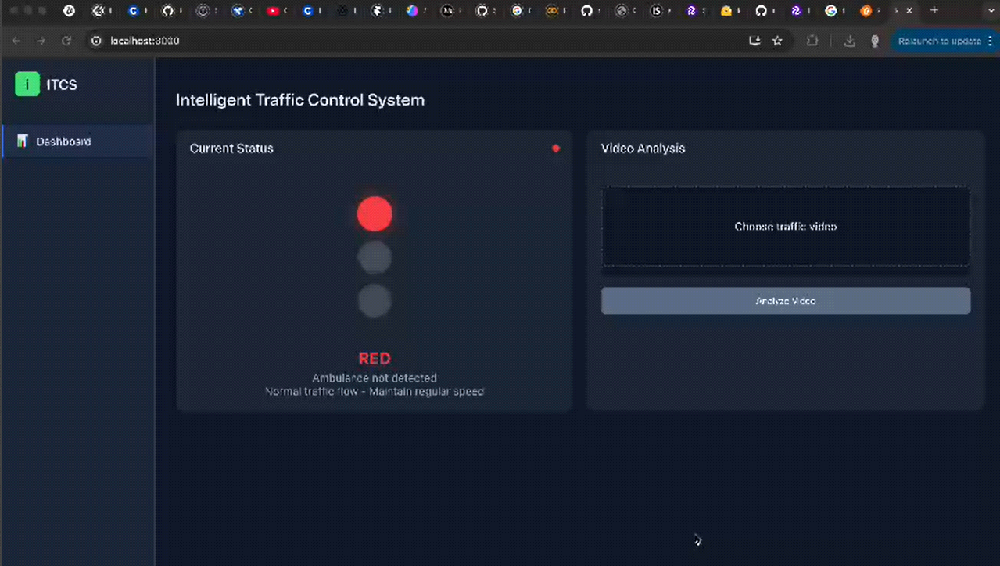 localhost:3000
Relaunch to update
i ITCS
Dashboard
Intelligent Traffic Control System
Current Status
RED
Ambulance not detected
Normal traffic flow - Maintain regular speed
Video Analysis
Choose traffic video
Analyze Video